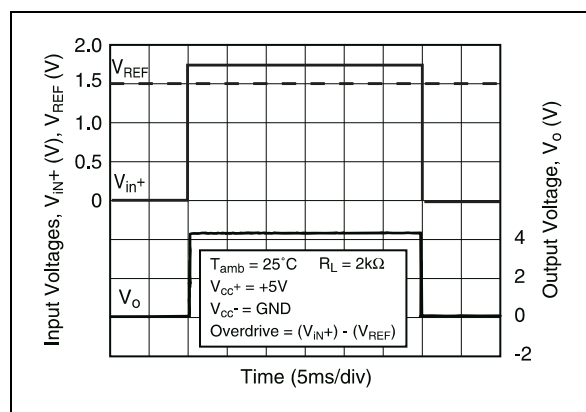 Input Voltages, V_IN+ (V), V_REF (V)
2.0
1.5
1.0
0.5
0
V_REF
V_in+
V_o
Output Voltage, V_o (V)
4
2
0
-2
T_amb = 25°C R_L = 2kΩ
V_cc+ = +5V
V_cc- = GND
Overdrive = (V_IN+) - (V_REF)
Time (5ms/div)